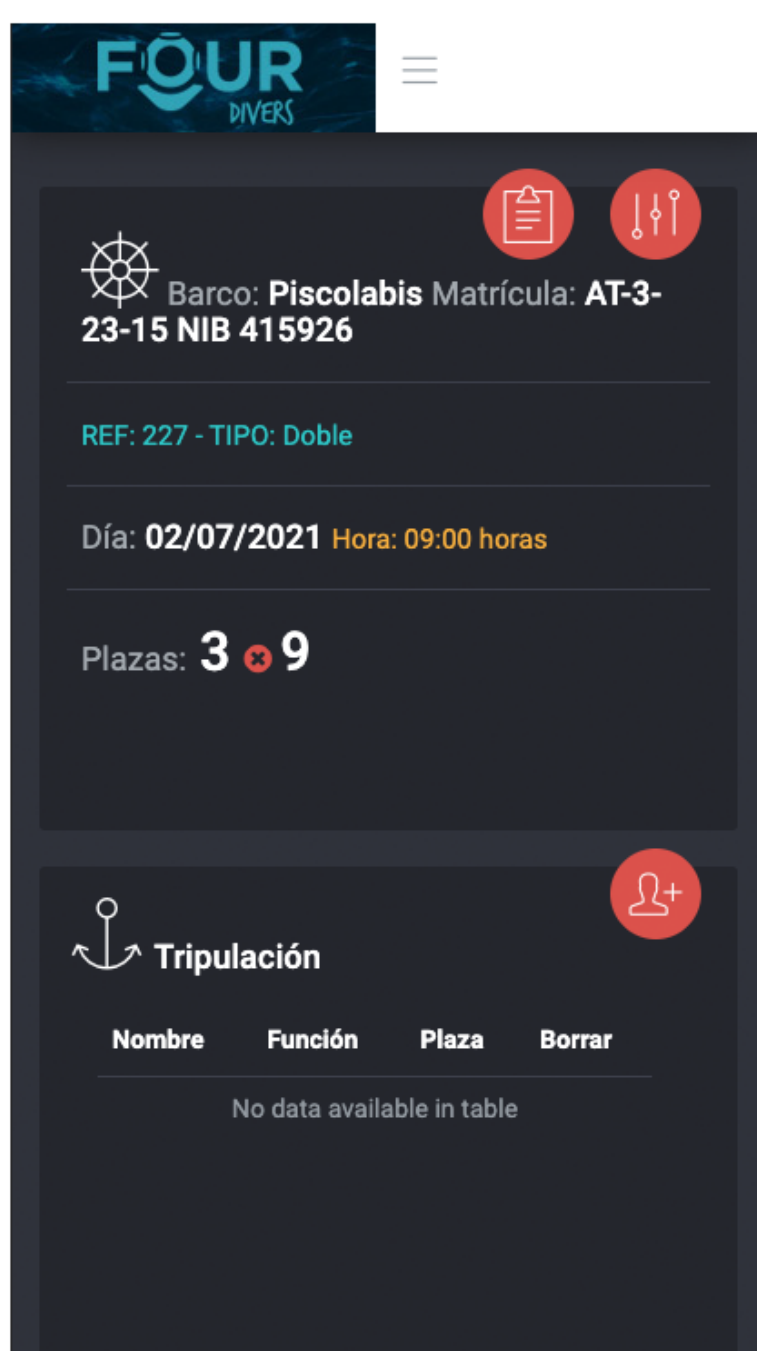 FOUR
DIVERS
Barco: Piscolabis Matrícula: AT-3-
23-15 NIB 415926
REF: 227 - TIPO: Doble
Día: 02/07/2021 Hora: 09:00 horas
Plazas: 3 9
Tripulación
Nombre Función Plaza Borrar
No data available in table